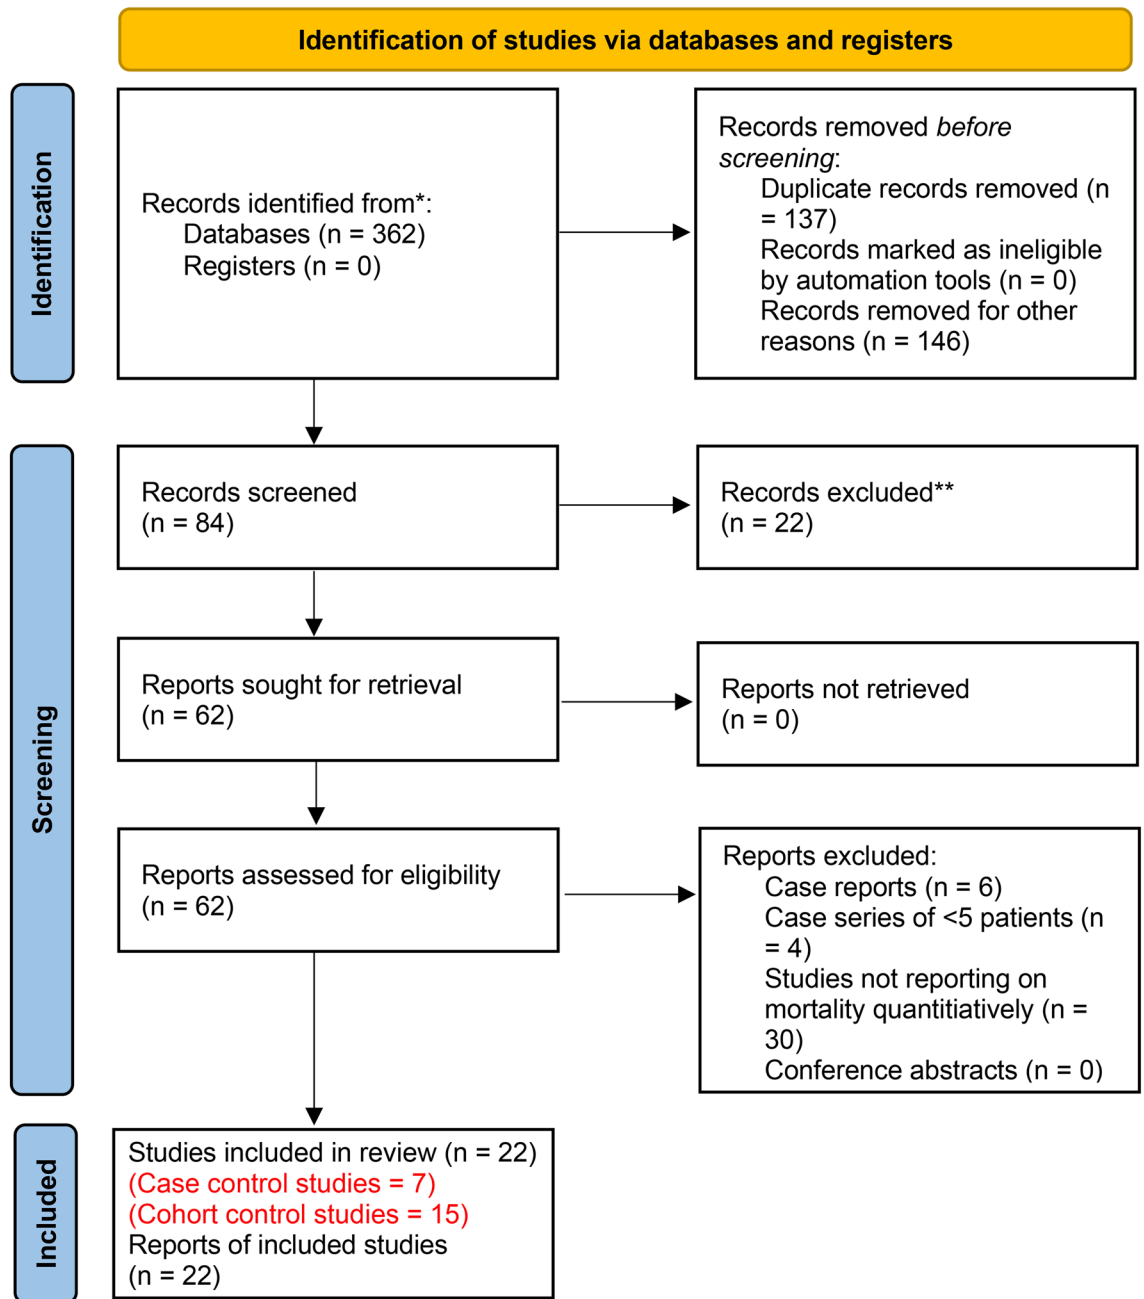 Identification of studies via databases and registers
Identification
Records identified from*:
Databases (n = 362)
Registers (n = 0)
Records removed before
screening:
Duplicate records removed (n
= 137)
Records marked as ineligible
by automation tools (n = 0)
Records removed for other
reasons (n = 146)
Screening
Records screened
(n = 84)
Records excluded**
(n = 22)
Reports sought for retrieval
(n = 62)
Reports not retrieved
(n = 0)
Reports assessed for eligibility
(n = 62)
Reports excluded:
Case reports (n = 6)
Case series of <5 patients (n
= 4)
Studies not reporting on
mortality quantitiatively (n =
30)
Conference abstracts (n = 0)
Included
Studies included in review (n = 22)
(Case control studies = 7)
(Cohort control studies = 15)
Reports of included studies
(n = 22)